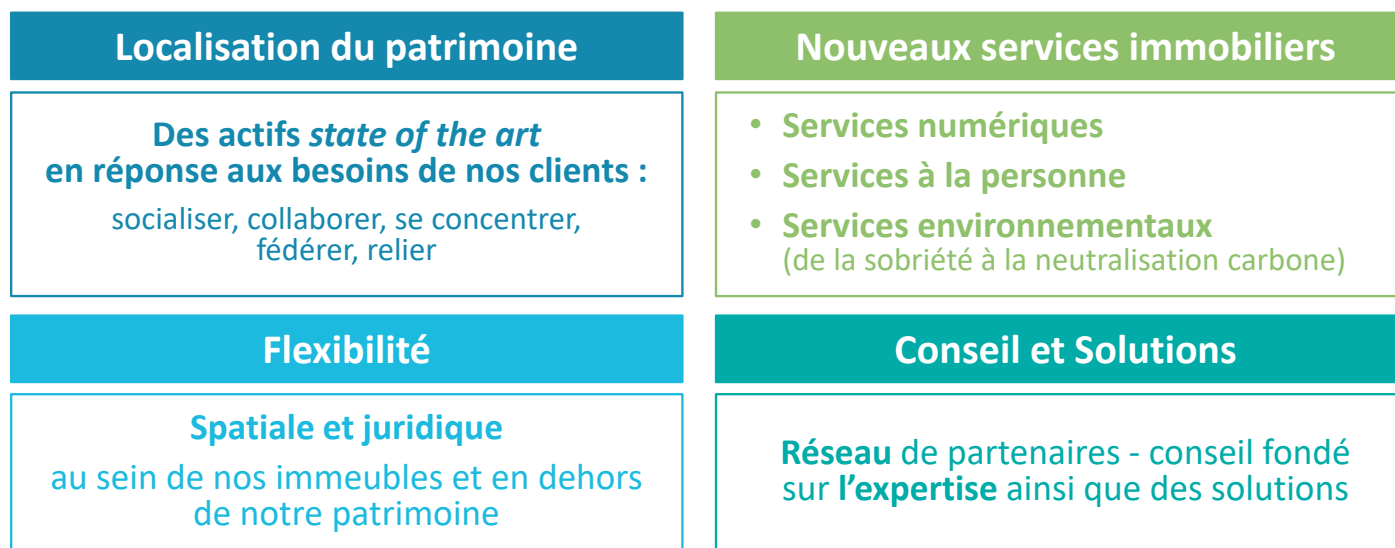 Localisation du patrimoine
Des actifs state of the art
en réponse aux besoins de nos clients :
socialiser, collaborer, se concentrer,
fédérer, relier
Nouveaux services immobiliers
• Services numériques
• Services à la personne
• Services environnementaux
(de la sobriété à la neutralisation carbone)
Flexibilité
Spatiale et juridique
au sein de nos immeubles et en dehors
de notre patrimoine
Conseil et Solutions
Réseau de partenaires - conseil fondé
sur l’expertise ainsi que des solutions